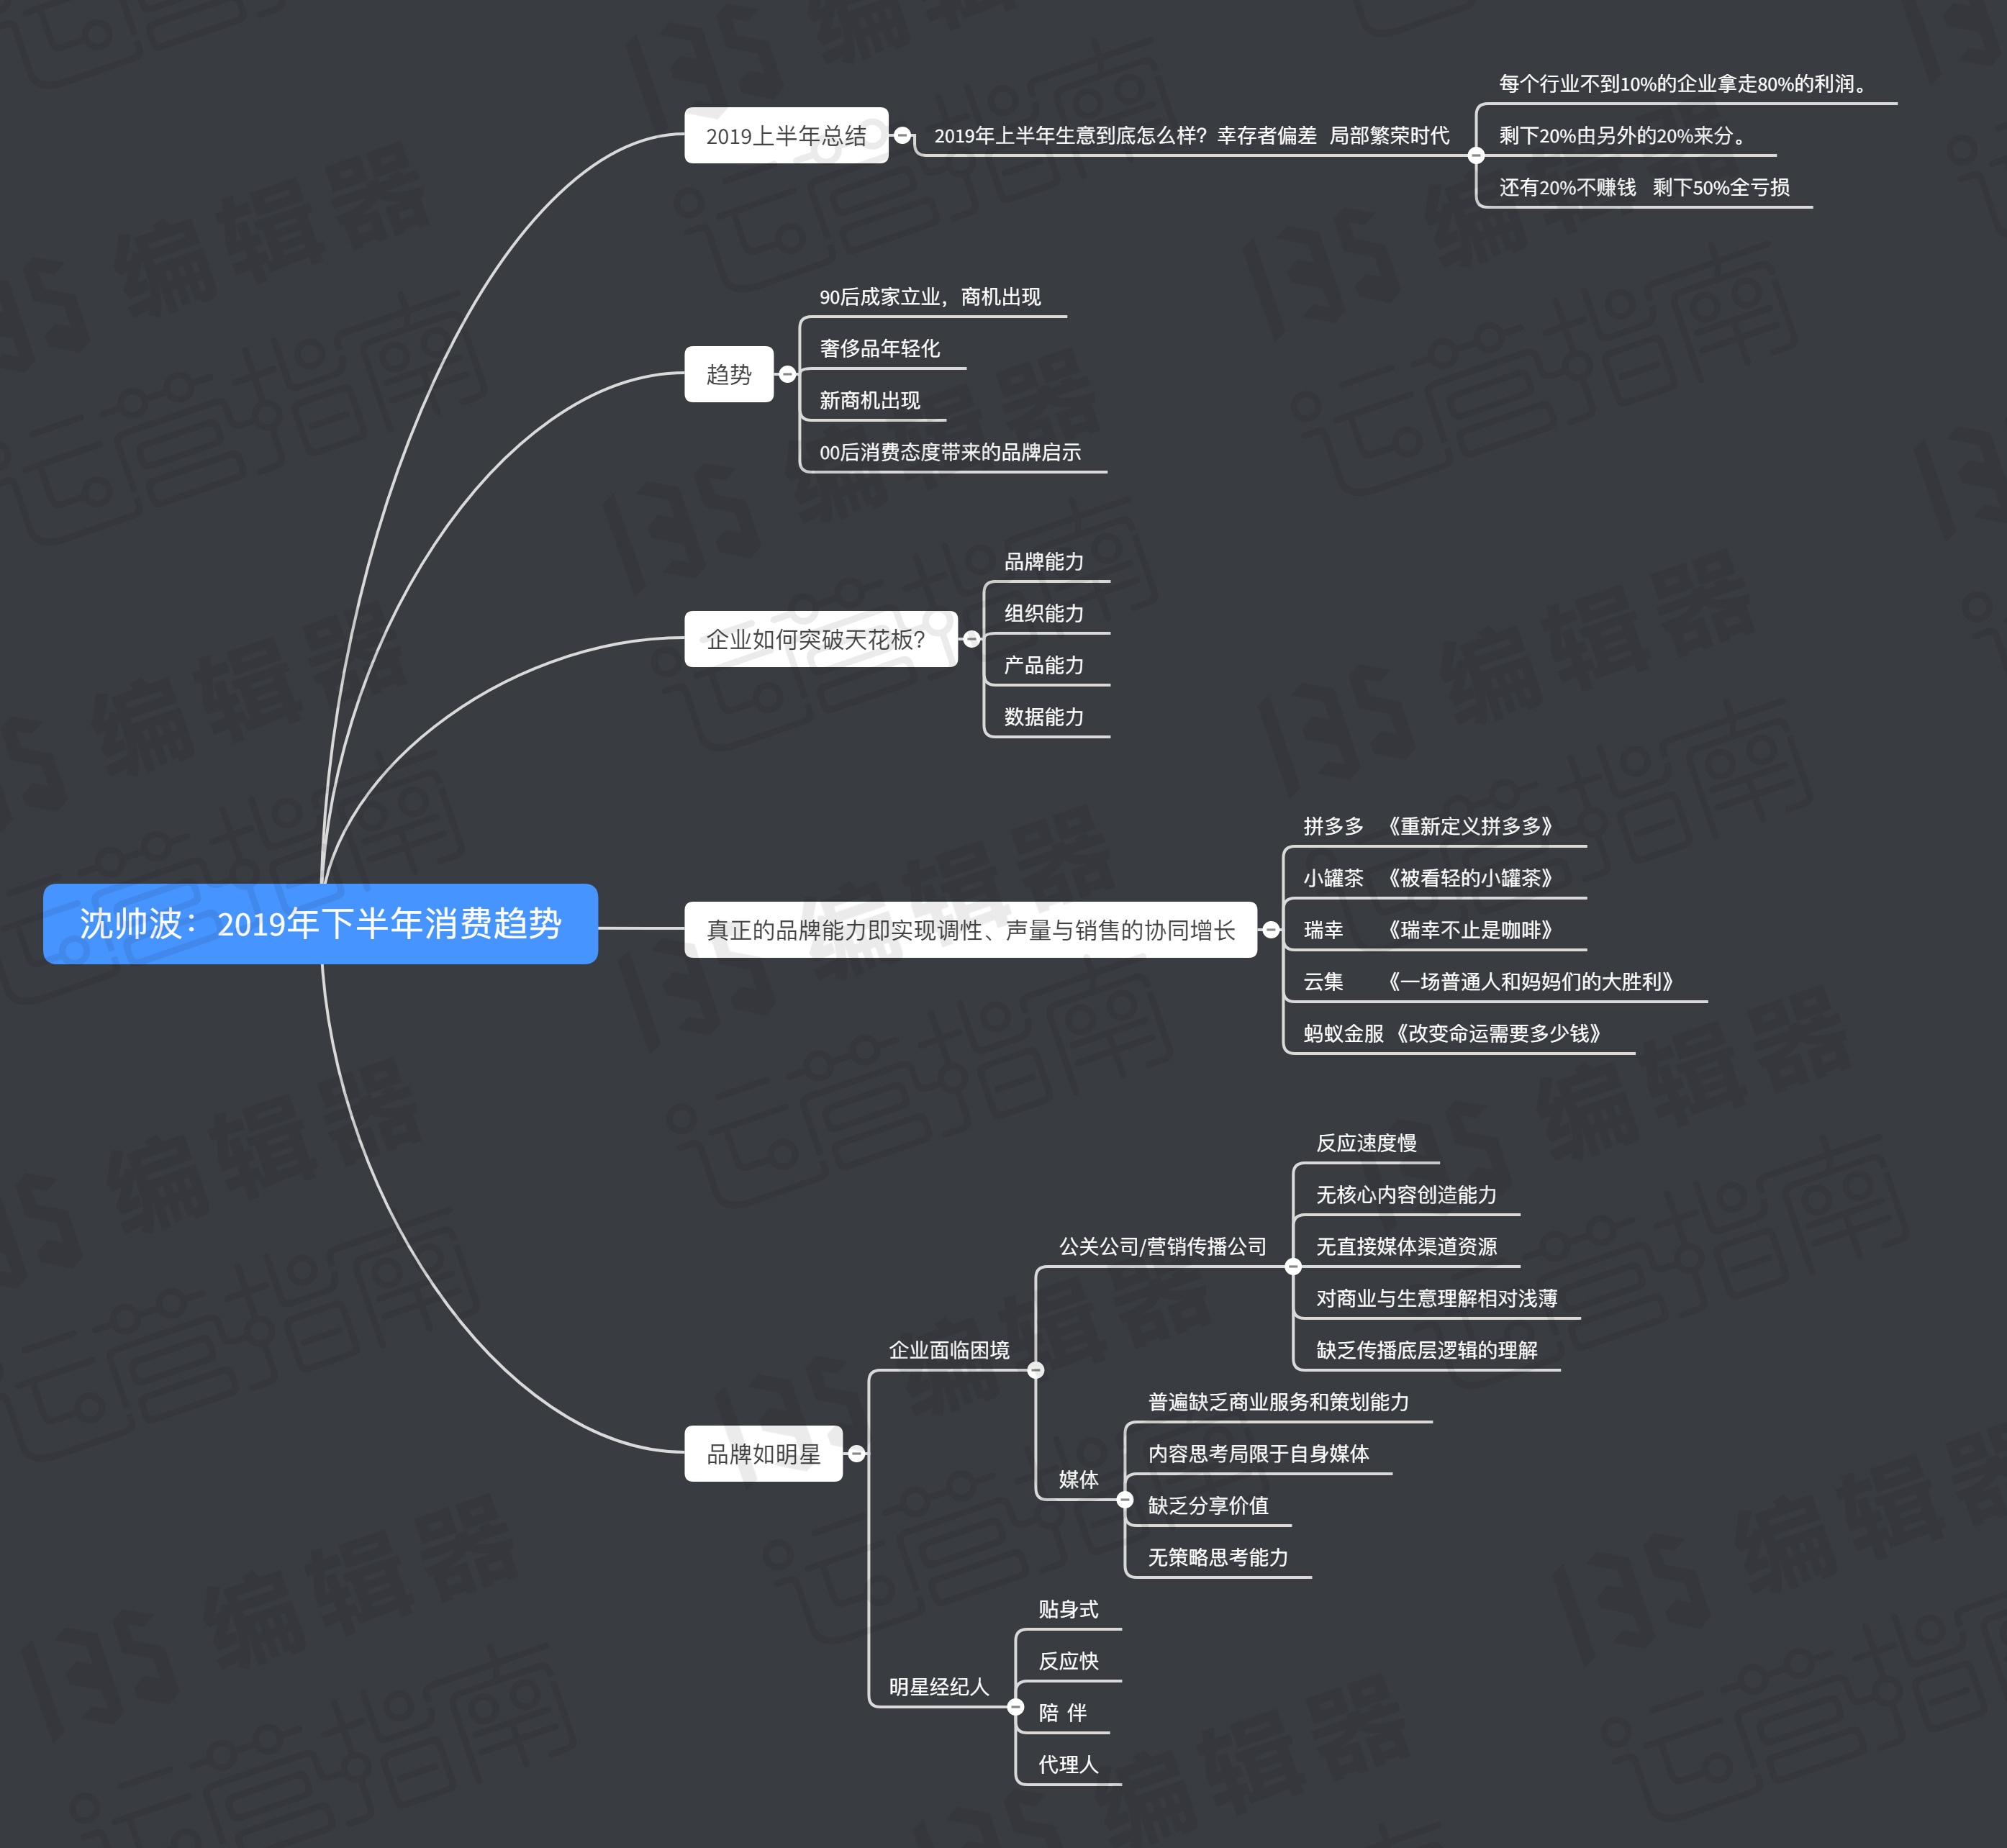 沈帅波：2019年下半年消费趋势
2019上半年总结
2019年上半年生意到底怎么样？幸存者偏差 局部繁荣时代
每个行业不到10%的企业拿走80%的利润。
剩下20%由另外的20%来分。
还有20%不赚钱 剩下50%全亏损
趋势
90后成家立业，商机出现
奢侈品年轻化
新商机出现
00后消费态度带来的品牌启示
企业如何突破天花板？
品牌能力
组织能力
产品能力
数据能力
真正的品牌能力即实现调性、声量与销售的协同增长
拼多多 《重新定义拼多多》
小罐茶 《被看轻的小罐茶》
瑞幸 《瑞幸不止是咖啡》
云集 《一场普通人和妈妈们的大胜利》
蚂蚁金服《改变命运需要多少钱》
品牌如明星
企业面临困境
公关公司/营销传播公司
反应速度慢
无核心内容创造能力
无直接媒体渠道资源
对商业与生意理解相对浅薄
缺乏传播底层逻辑的理解
媒体
普遍缺乏商业服务和策划能力
内容思考局限于自身媒体
缺乏分享价值
无策略思考能力
明星经纪人
贴身式
反应快
陪 伴
代理人
135 编辑器
运营指南